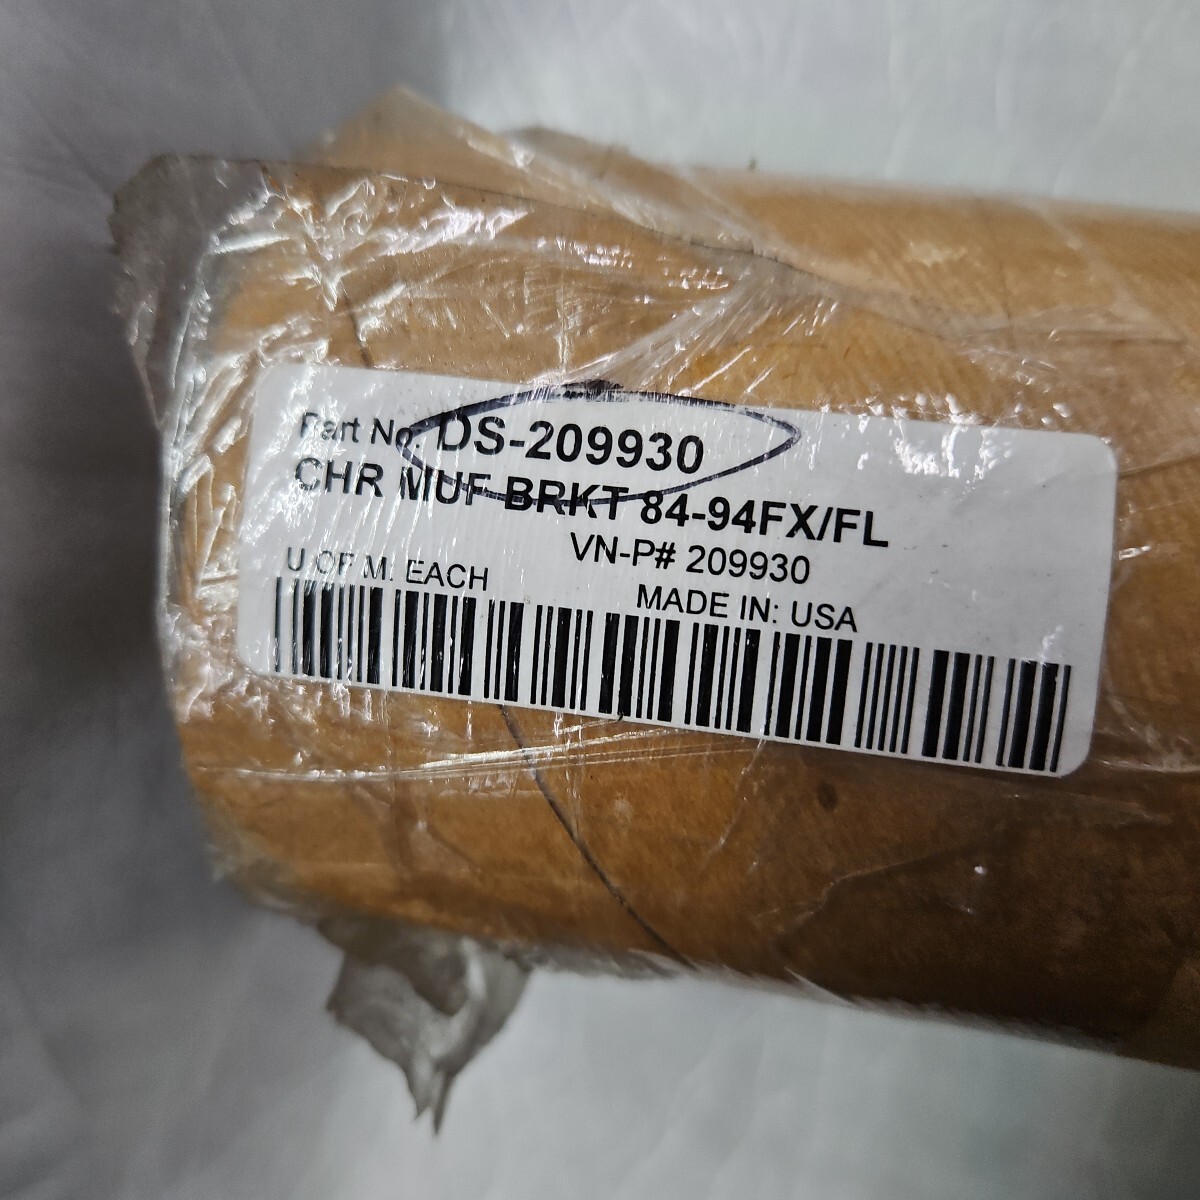 Part No: DS-209930
CHR MUF BRKT 84-94FX/FL
VN-P# 209930
U OF M: EACH
MADE IN: USA